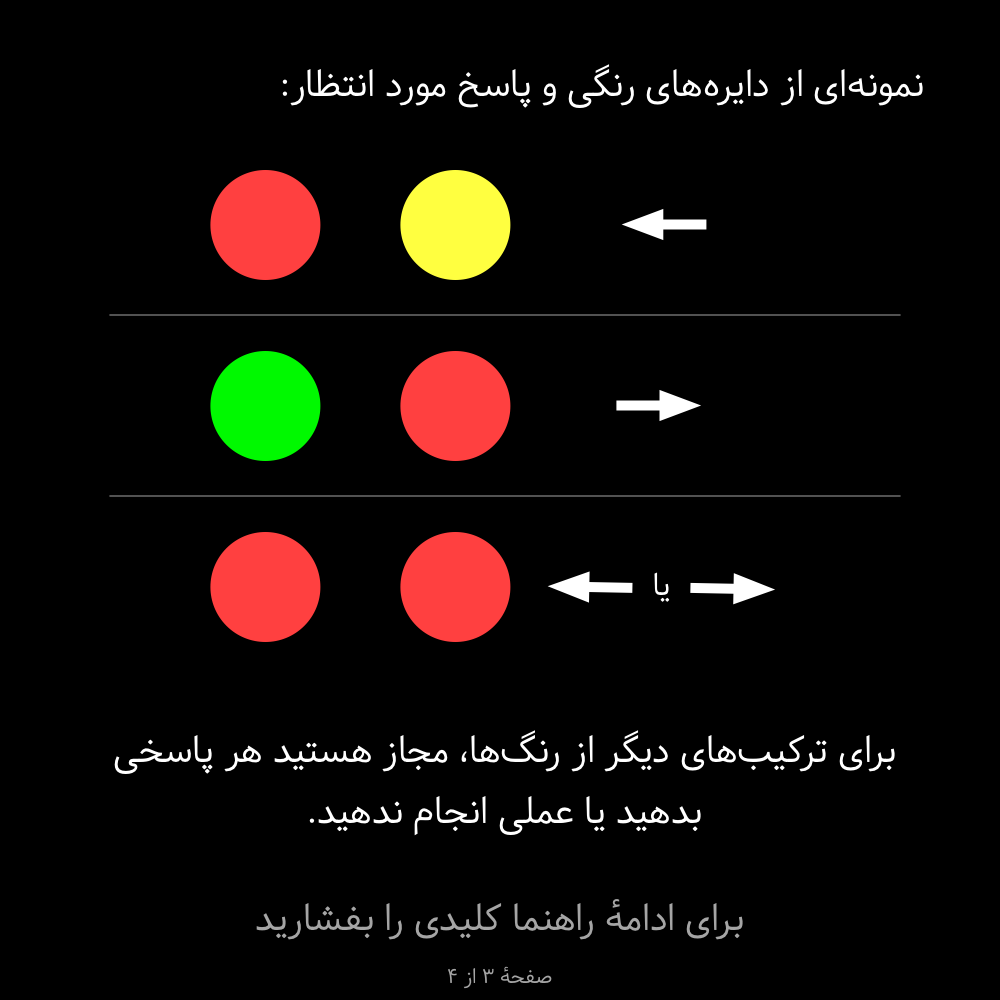 نمونه‌ای از دایره‌های رنگی و پاسخ مورد انتظار:
یا
برای ترکیب‌های دیگر از رنگ‌ها، مجاز هستید هر پاسخی
بدهید یا عملی انجام ندهید.
برای ادامهٔ راهنما کلیدی را بفشارید
صفحهٔ ۳ از ۴